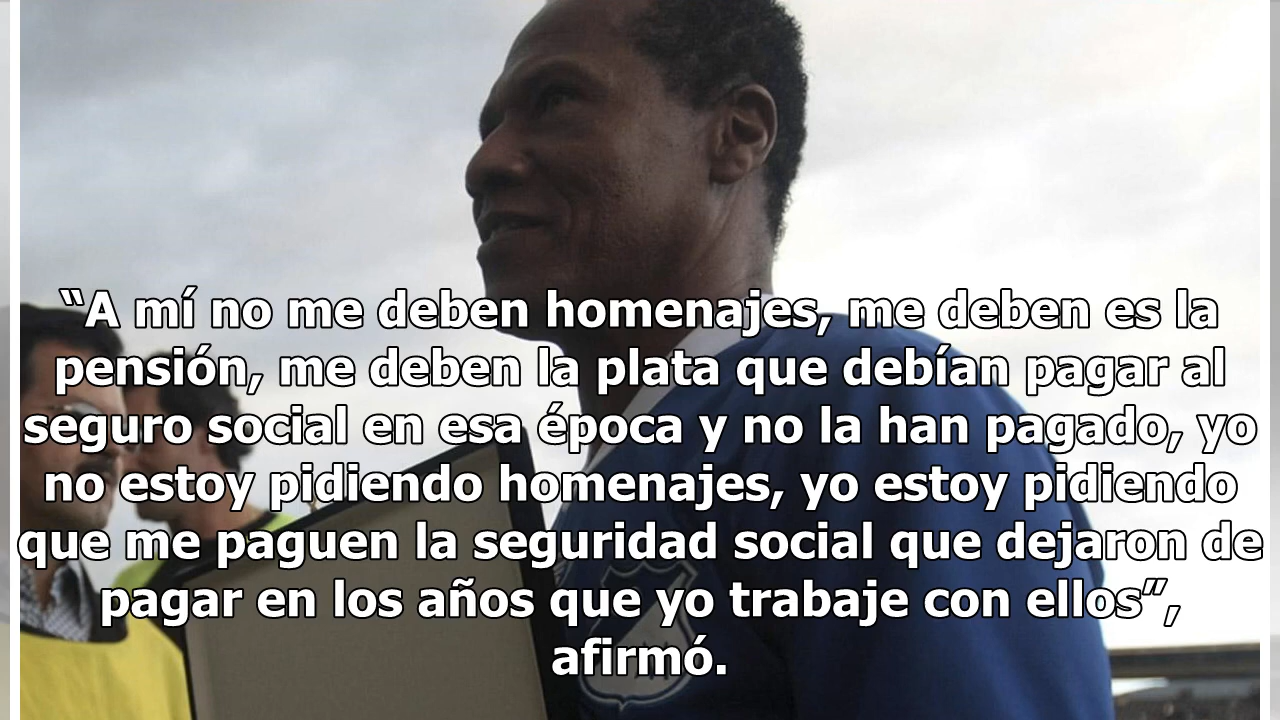 “A mí no me deben homenajes, me deben es la
pensión, me deben la plata que debían pagar al
seguro social en esa época y no la han pagado, yo
no estoy pidiendo homenajes, yo estoy pidiendo
que me paguen la seguridad social que dejaron de
pagar en los años que yo trabaje con ellos”,
afirmó.